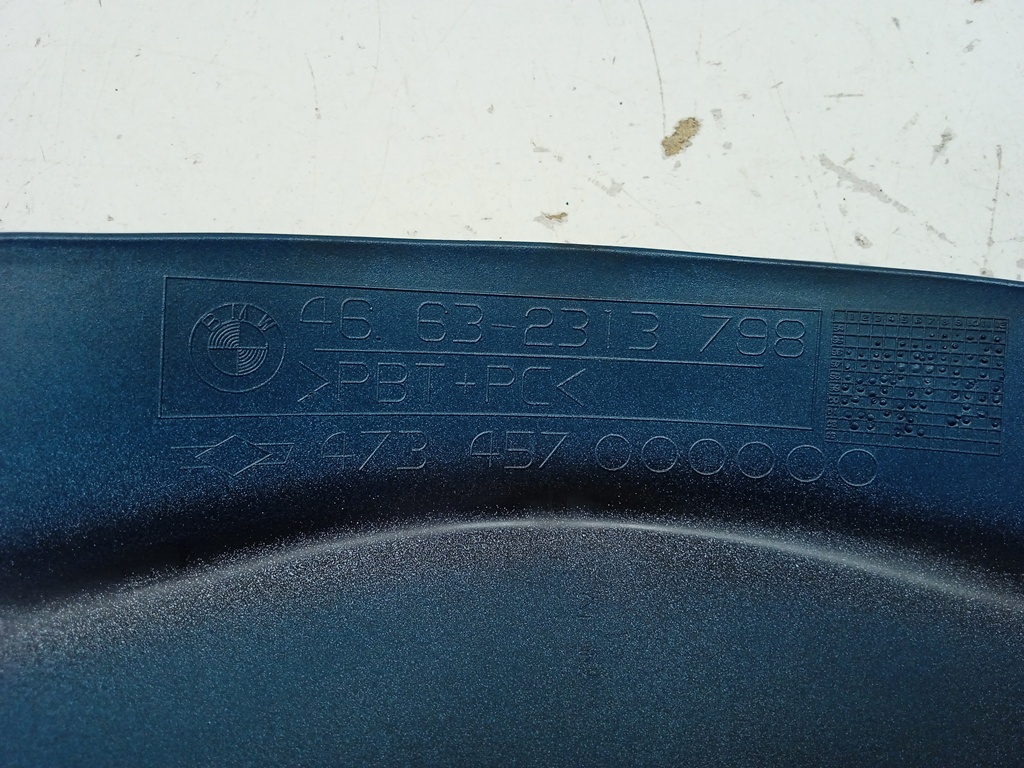 BMW
46. 63-2313 798
>PBT+PC<
473 457 000000